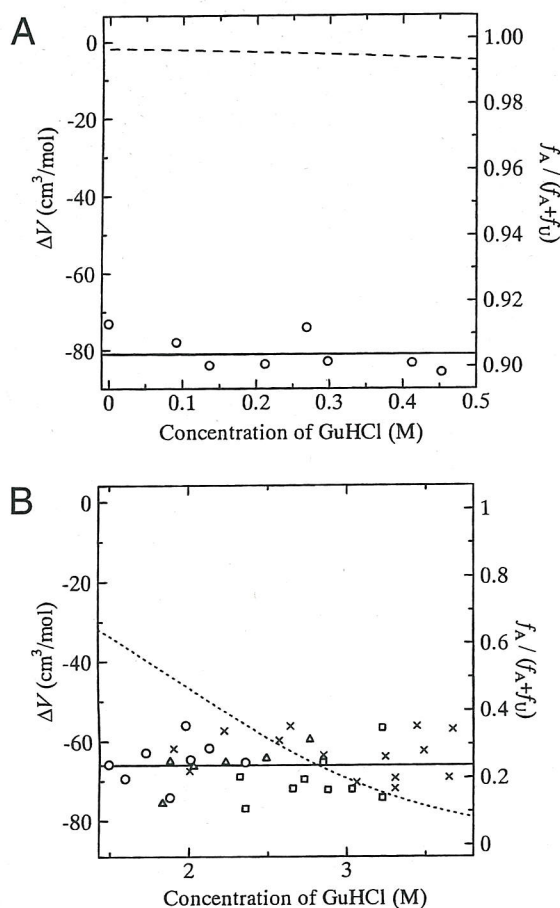 A
0
-20
-40
-60
-80
ΔV (cm³/mol)
1.00
0.98
0.96
0.94
0.92
0.90
f_A / (f_A+f_U)
0 0.1 0.2 0.3 0.4 0.5
Concentration of GuHCl (M)
B
0
-20
-40
-60
-80
ΔV (cm³/mol)
1
0.8
0.6
0.4
0.2
0
f_A / (f_A+f_U)
2 3
Concentration of GuHCl (M)